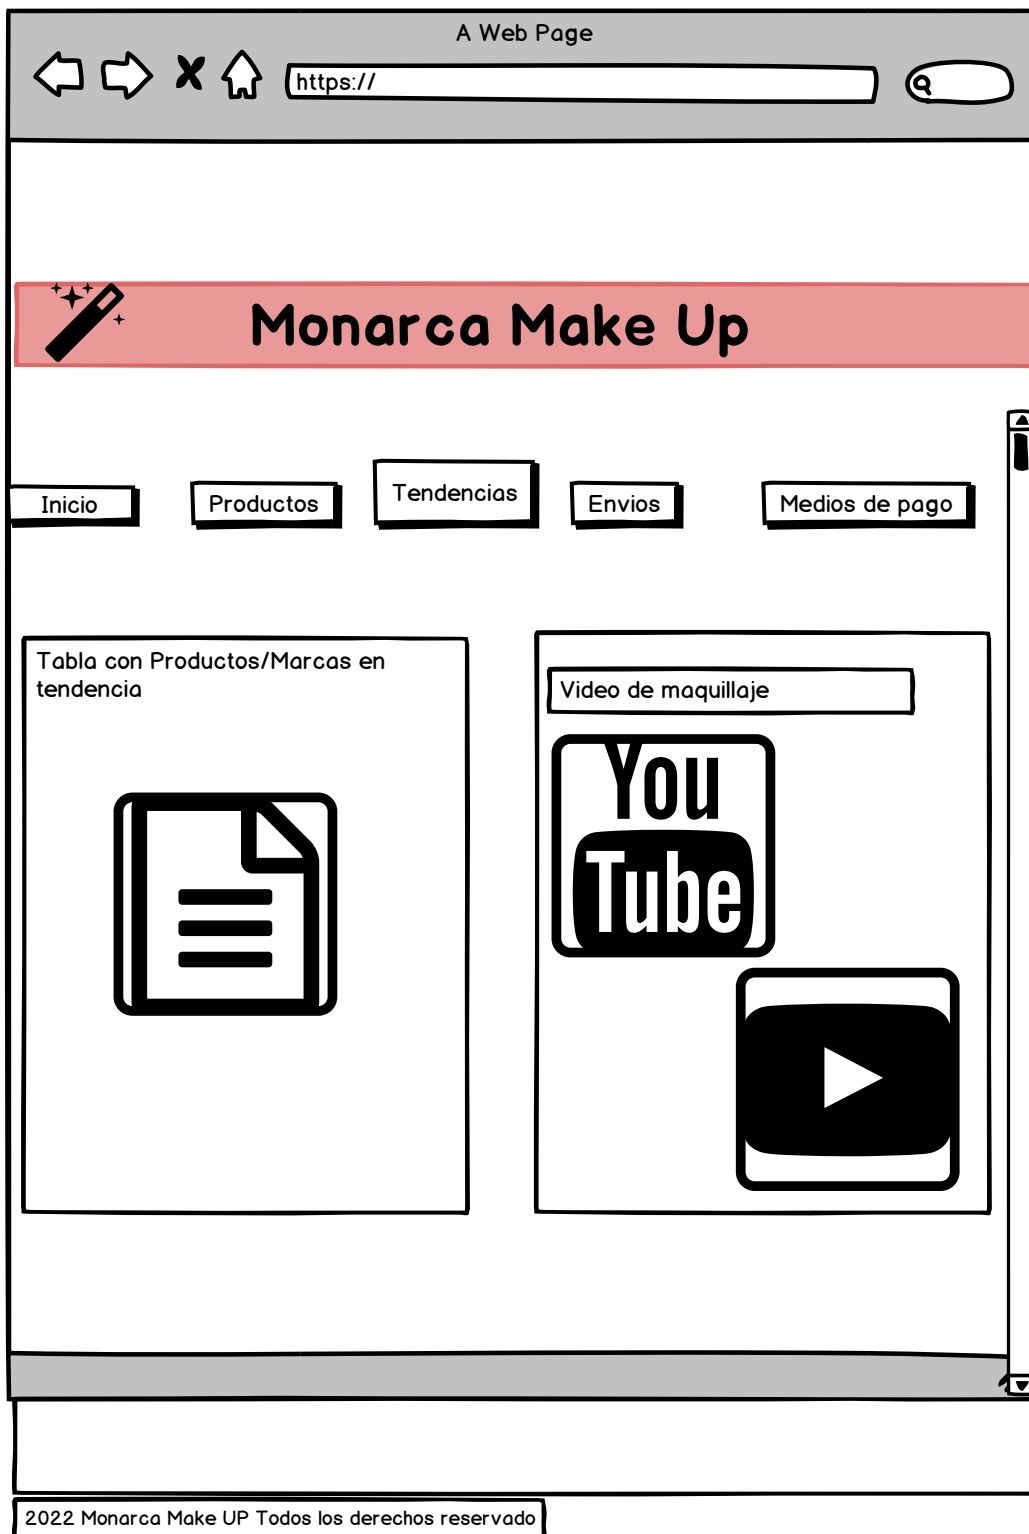 A Web Page
https://
Monarca Make Up
Inicio
Productos
Tendencias
Envios
Medios de pago
Tabla con Productos/Marcas en
tendencia
Video de maquillaje
You
Tube
2022 Monarca Make UP Todos los derechos reservado